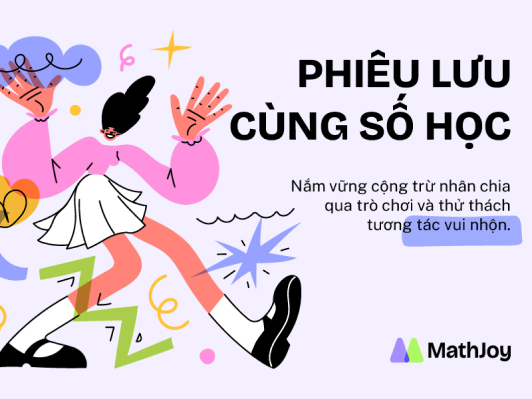 PHIÊU LƯU
CÙNG SỐ HỌC
Nắm vững cộng trừ nhân chia
qua trò chơi và thử thách
tương tác vui nhộn.
MathJoy